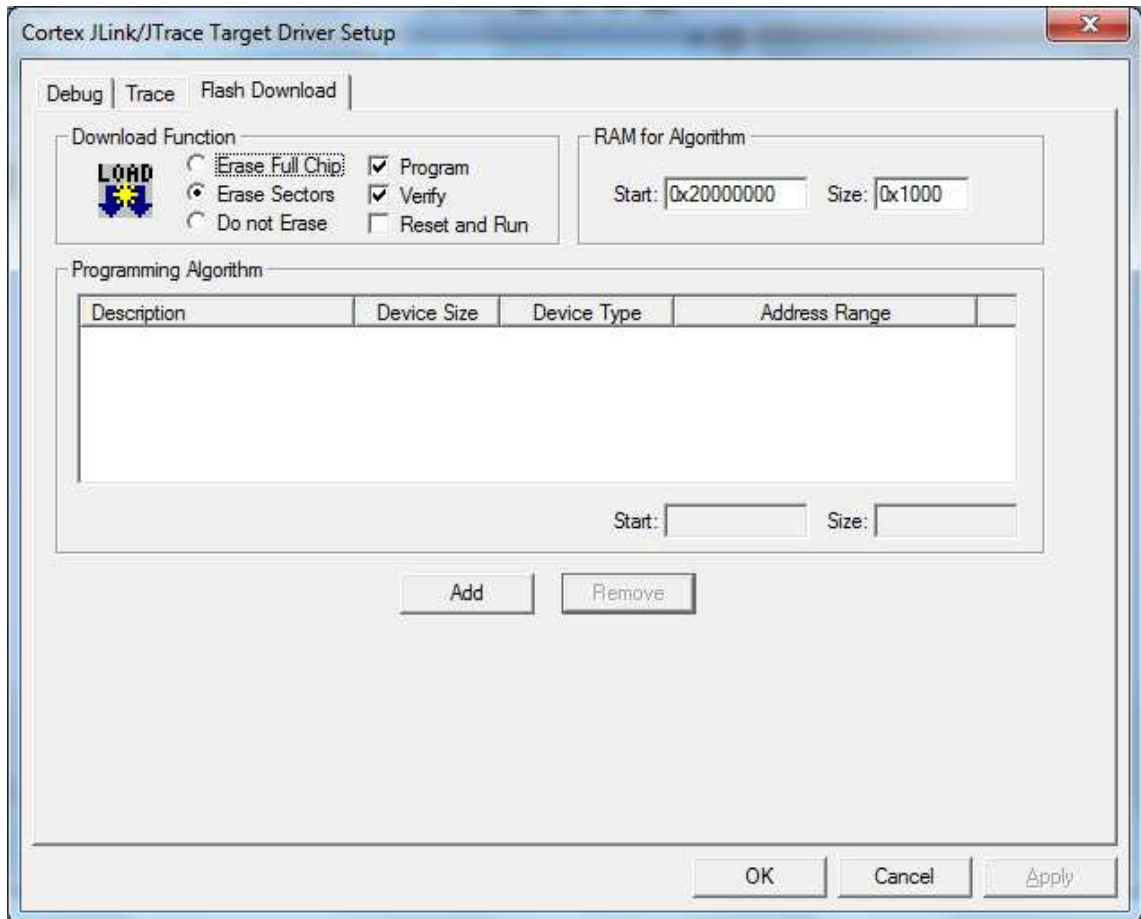 Cortex JLink/JTrace Target Driver Setup
Debug Trace Flash Download
Download Function
LOAD
Erase Full Chip
Erase Sectors
Do not Erase
Program
Verify
Reset and Run
RAM for Algorithm
Start: 0x20000000 Size: 0x1000
Programming Algorithm
Description Device Size Device Type Address Range
Start: Size:
Add Remove
OK Cancel Apply